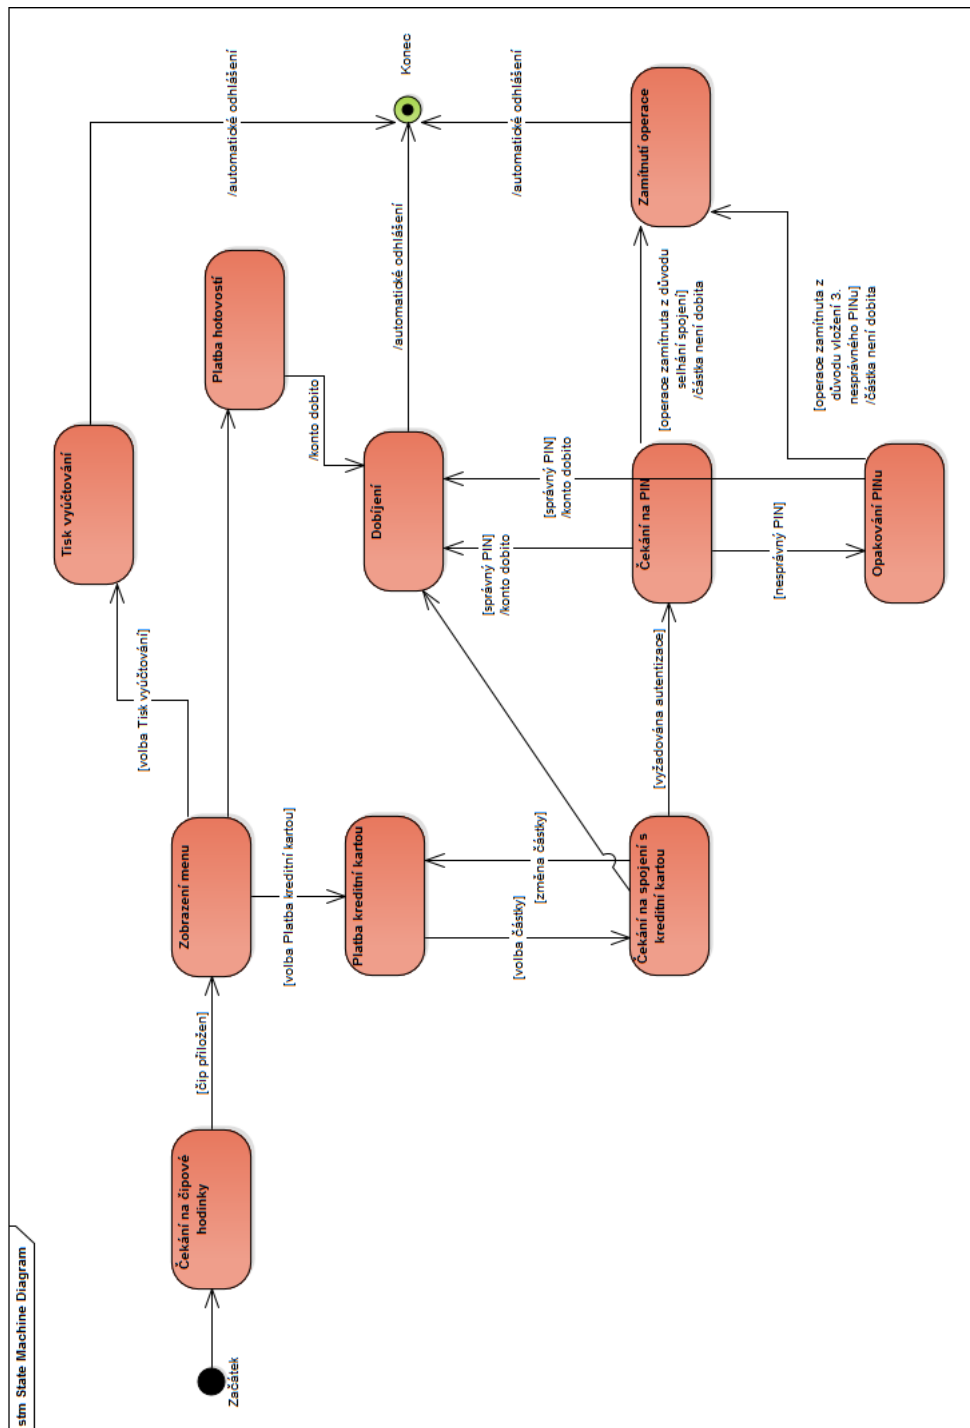 stm State Machine Diagram
Začátek
Čekání na čipové
hodinky
[čip přiložen]
Zobrazení menu
[volba Tisk vyúčtování]
Tisk vyúčtování
/automatické odhlášení
Platba hotovostí
/konto dobito
[volba Platba kreditní kartou]
Platba kreditní kartou
[volba částky]
[změna částky]
Čekání na spojení s
kreditní kartou
[vyžadována autentizace]
Dobíjení
/automatické odhlášení
Konec
[správný PIN]
/konto dobito
[správný PIN]
/konto dobito
Čekání na PIN
[nesprávný PIN]
Opakování PINu
[operace zamítnuta z důvodu
selhání spojení]
/částka není dobita
[operace zamítnuta z
důvodu vložení 3.
nesprávného PINu]
/částka není dobita
Zamítnutí operace
/automatické odhlášení